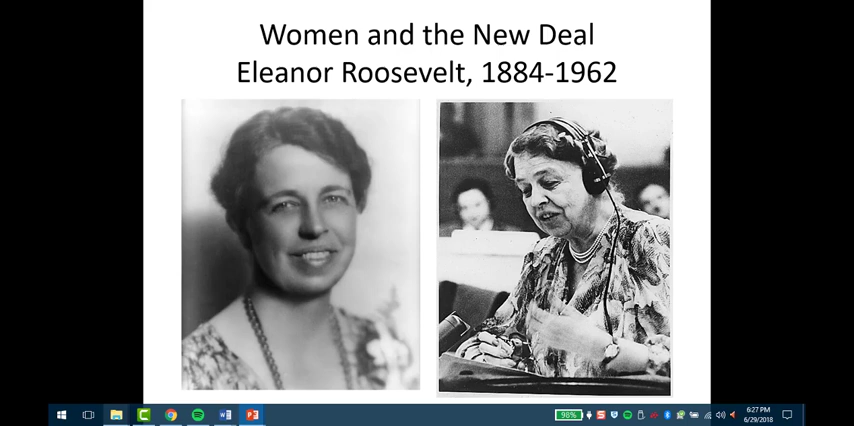 Women and the New Deal
Eleanor Roosevelt, 1884-1962
98%
6:27 PM
6/29/2018